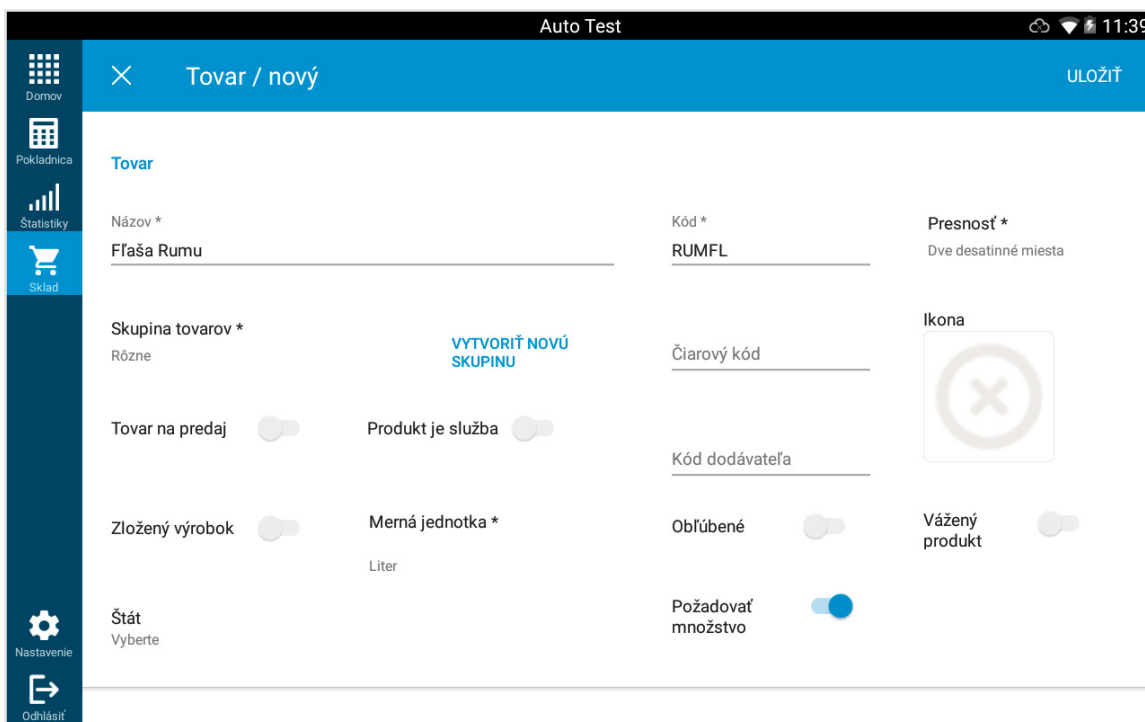 Auto Test
11:39
Domov
Pokladnica
Štatistiky
Sklad
Nastavenie
Odhlásiť
Tovar / nový
ULOŽIŤ
Tovar
Názov *
Fľaša Rumu
Kód *
RUMFL
Presnosť *
Dve desatinné miesta
Skupina tovarov *
Rôzne
VYTVORIŤ NOVÚ
SKUPINU
Čiarový kód
Ikona
Tovar na predaj
Produkt je služba
Kód dodávateľa
Zložený výrobok
Merná jednotka *
Liter
Obľúbené
Vážený
produkt
Štát
Vyberte
Požadovať
množstvo